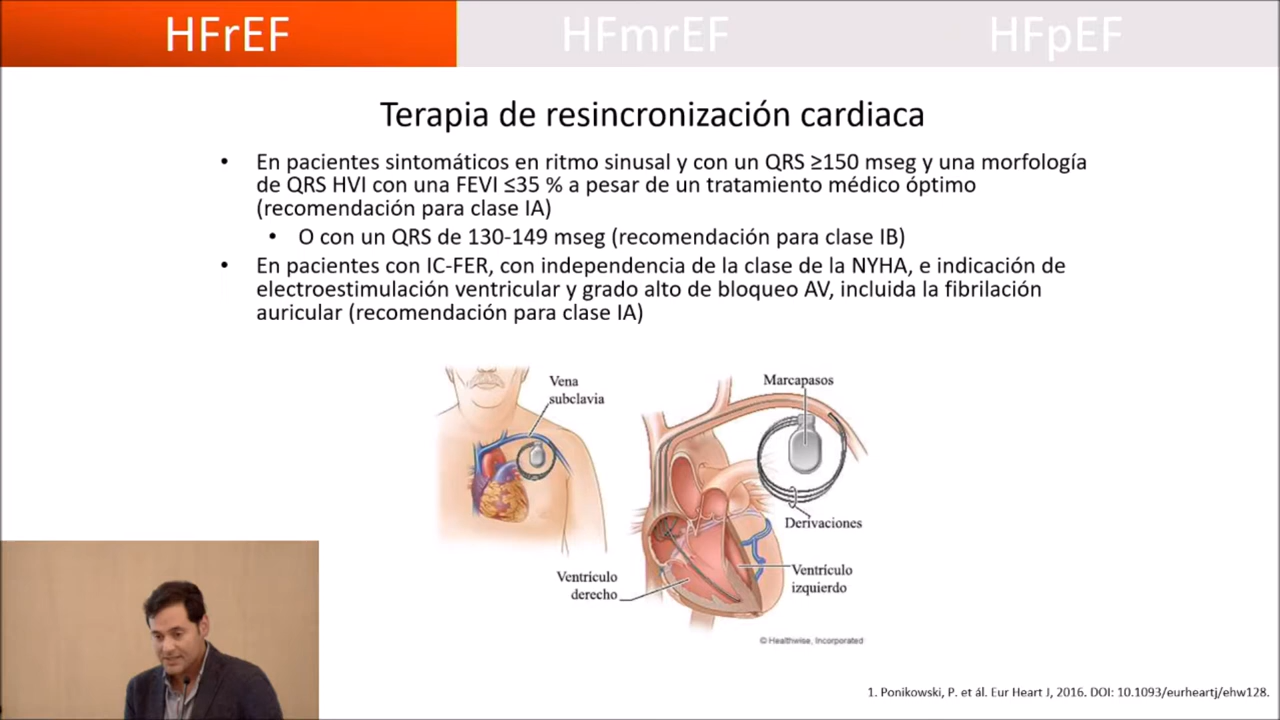 HFrEF
HFmrEF
HFpEF
Terapia de resincronización cardiaca
• En pacientes sintomáticos en ritmo sinusal y con un QRS ≥150 mseg y una morfología
de QRS HVI con una FEVI ≤35 % a pesar de un tratamiento médico óptimo
(recomendación para clase IA)
• O con un QRS de 130-149 mseg (recomendación para clase IB)
• En pacientes con IC-FER, con independencia de la clase de la NYHA, e indicación de
electroestimulación ventricular y grado alto de bloqueo AV, incluida la fibrilación
auricular (recomendación para clase IA)
Vena
subclavia
Marcapasos
Derivaciones
Ventrículo
derecho
Ventrículo
izquierdo
© Healthwise, Incorporated
1. Ponikowski, P. et ál. Eur Heart J, 2016. DOI: 10.1093/eurheartj/ehw128.